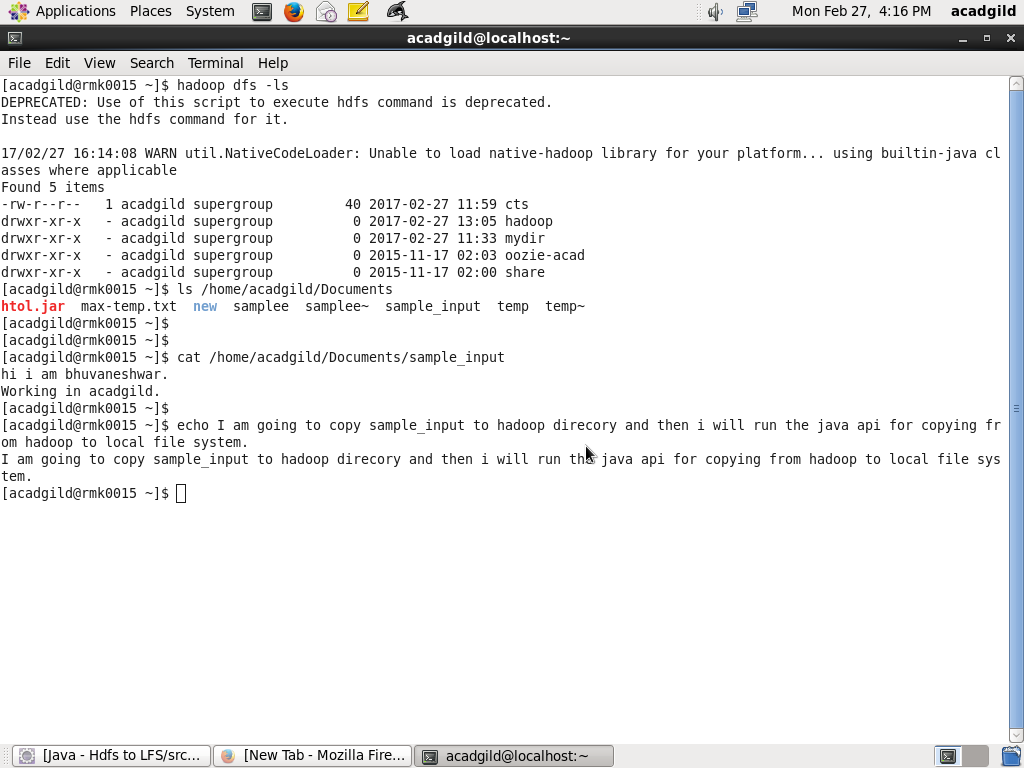 Applications Places System Mon Feb 27, 4:16 PM acadgild
acadgild@localhost:~
File Edit View Search Terminal Help
[acadgild@rmk0015 ~]$ hadoop dfs -ls
DEPRECATED: Use of this script to execute hdfs command is deprecated.
Instead use the hdfs command for it.
17/02/27 16:14:08 WARN util.NativeCodeLoader: Unable to load native-hadoop library for your platform... using builtin-java cl
asses where applicable
Found 5 items
-rw-r--r--   1 acadgild supergroup         40 2017-02-27 11:59 cts
drwxr-xr-x   - acadgild supergroup          0 2017-02-27 13:05 hadoop
drwxr-xr-x   - acadgild supergroup          0 2017-02-27 11:33 mydir
drwxr-xr-x   - acadgild supergroup          0 2015-11-17 02:03 oozie-acad
drwxr-xr-x   - acadgild supergroup          0 2015-11-17 02:00 share
[acadgild@rmk0015 ~]$ ls /home/acadgild/Documents
htol.jar  max-temp.txt  new  samplee  samplee~  sample_input  temp  temp~
[acadgild@rmk0015 ~]$
[acadgild@rmk0015 ~]$
[acadgild@rmk0015 ~]$ cat /home/acadgild/Documents/sample_input
hi i am bhuvaneshwar.
Working in acadgild.
[acadgild@rmk0015 ~]$
[acadgild@rmk0015 ~]$ echo I am going to copy sample_input to hadoop direcory and then i will run the java api for copying fr
om hadoop to local file system.
I am going to copy sample_input to hadoop direcory and then i will run the java api for copying from hadoop to local file sys
tem.
[acadgild@rmk0015 ~]$
[Java - Hdfs to LFS/src... [New Tab - Mozilla Fire... acadgild@localhost:~